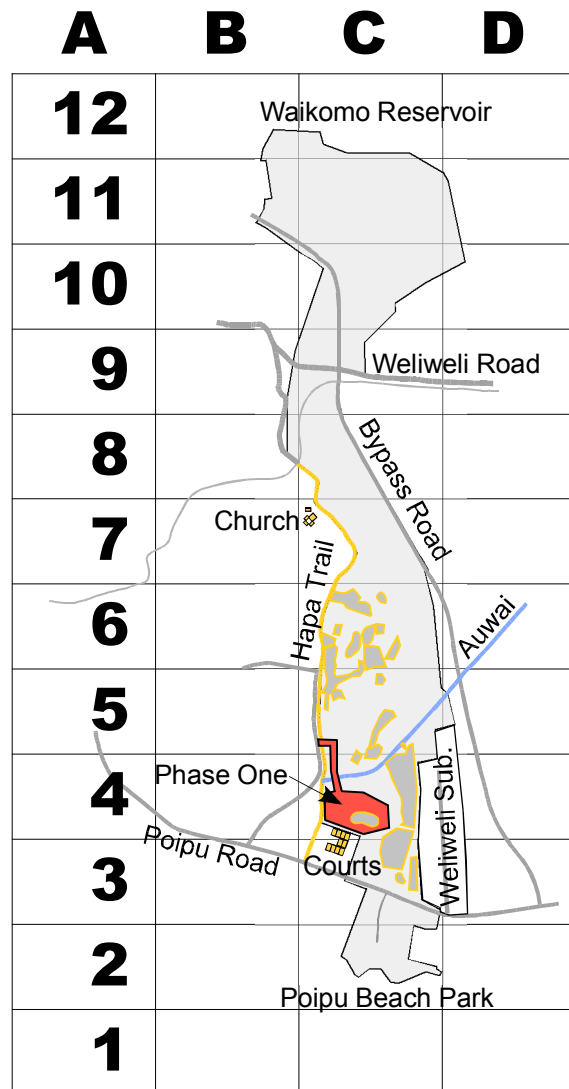 A B C D
12
Waikomo Reservoir
11
10
9
Weliweli Road
8
Bypass Road
7
Church
Hapa Trail
6
Auwai
5
4
Phase One
Weliweli Sub.
Poipu Road
3
Courts
2
Poipu Beach Park
1